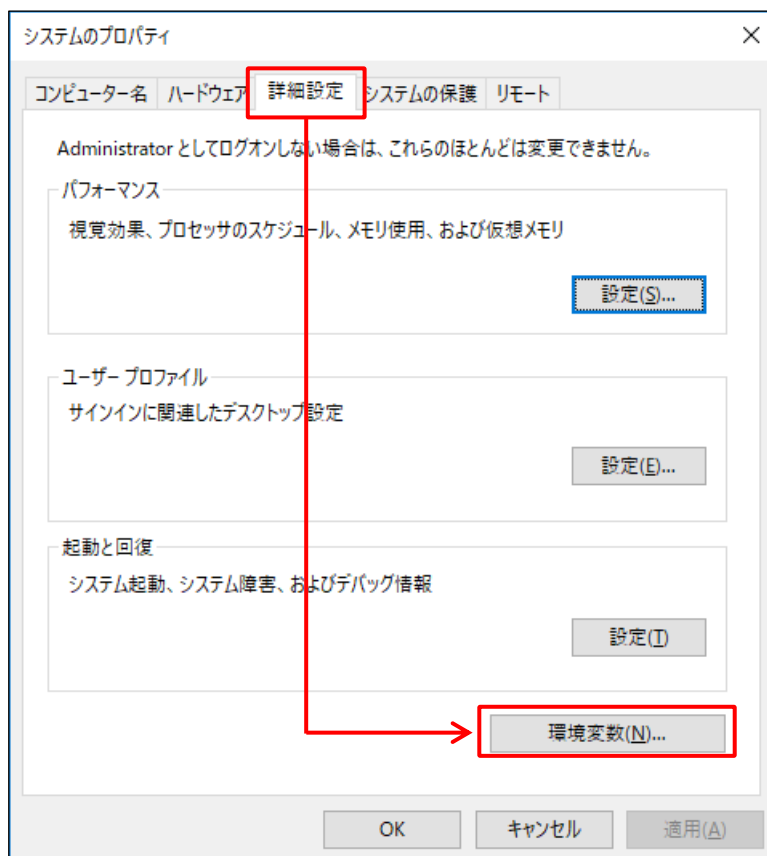 システムのプロパティ
コンピューター名 ハードウェア 詳細設定 システムの保護 リモート
Administrator としてログオンしない場合は、これらのほとんどは変更できません。
パフォーマンス
視覚効果、プロセッサのスケジュール、メモリ使用、および仮想メモリ
設定(S)...
ユーザー プロファイル
サインインに関連したデスクトップ設定
設定(E)...
起動と回復
システム起動、システム障害、およびデバッグ情報
設定(T)
環境変数(N)...
OK キャンセル 適用(A)